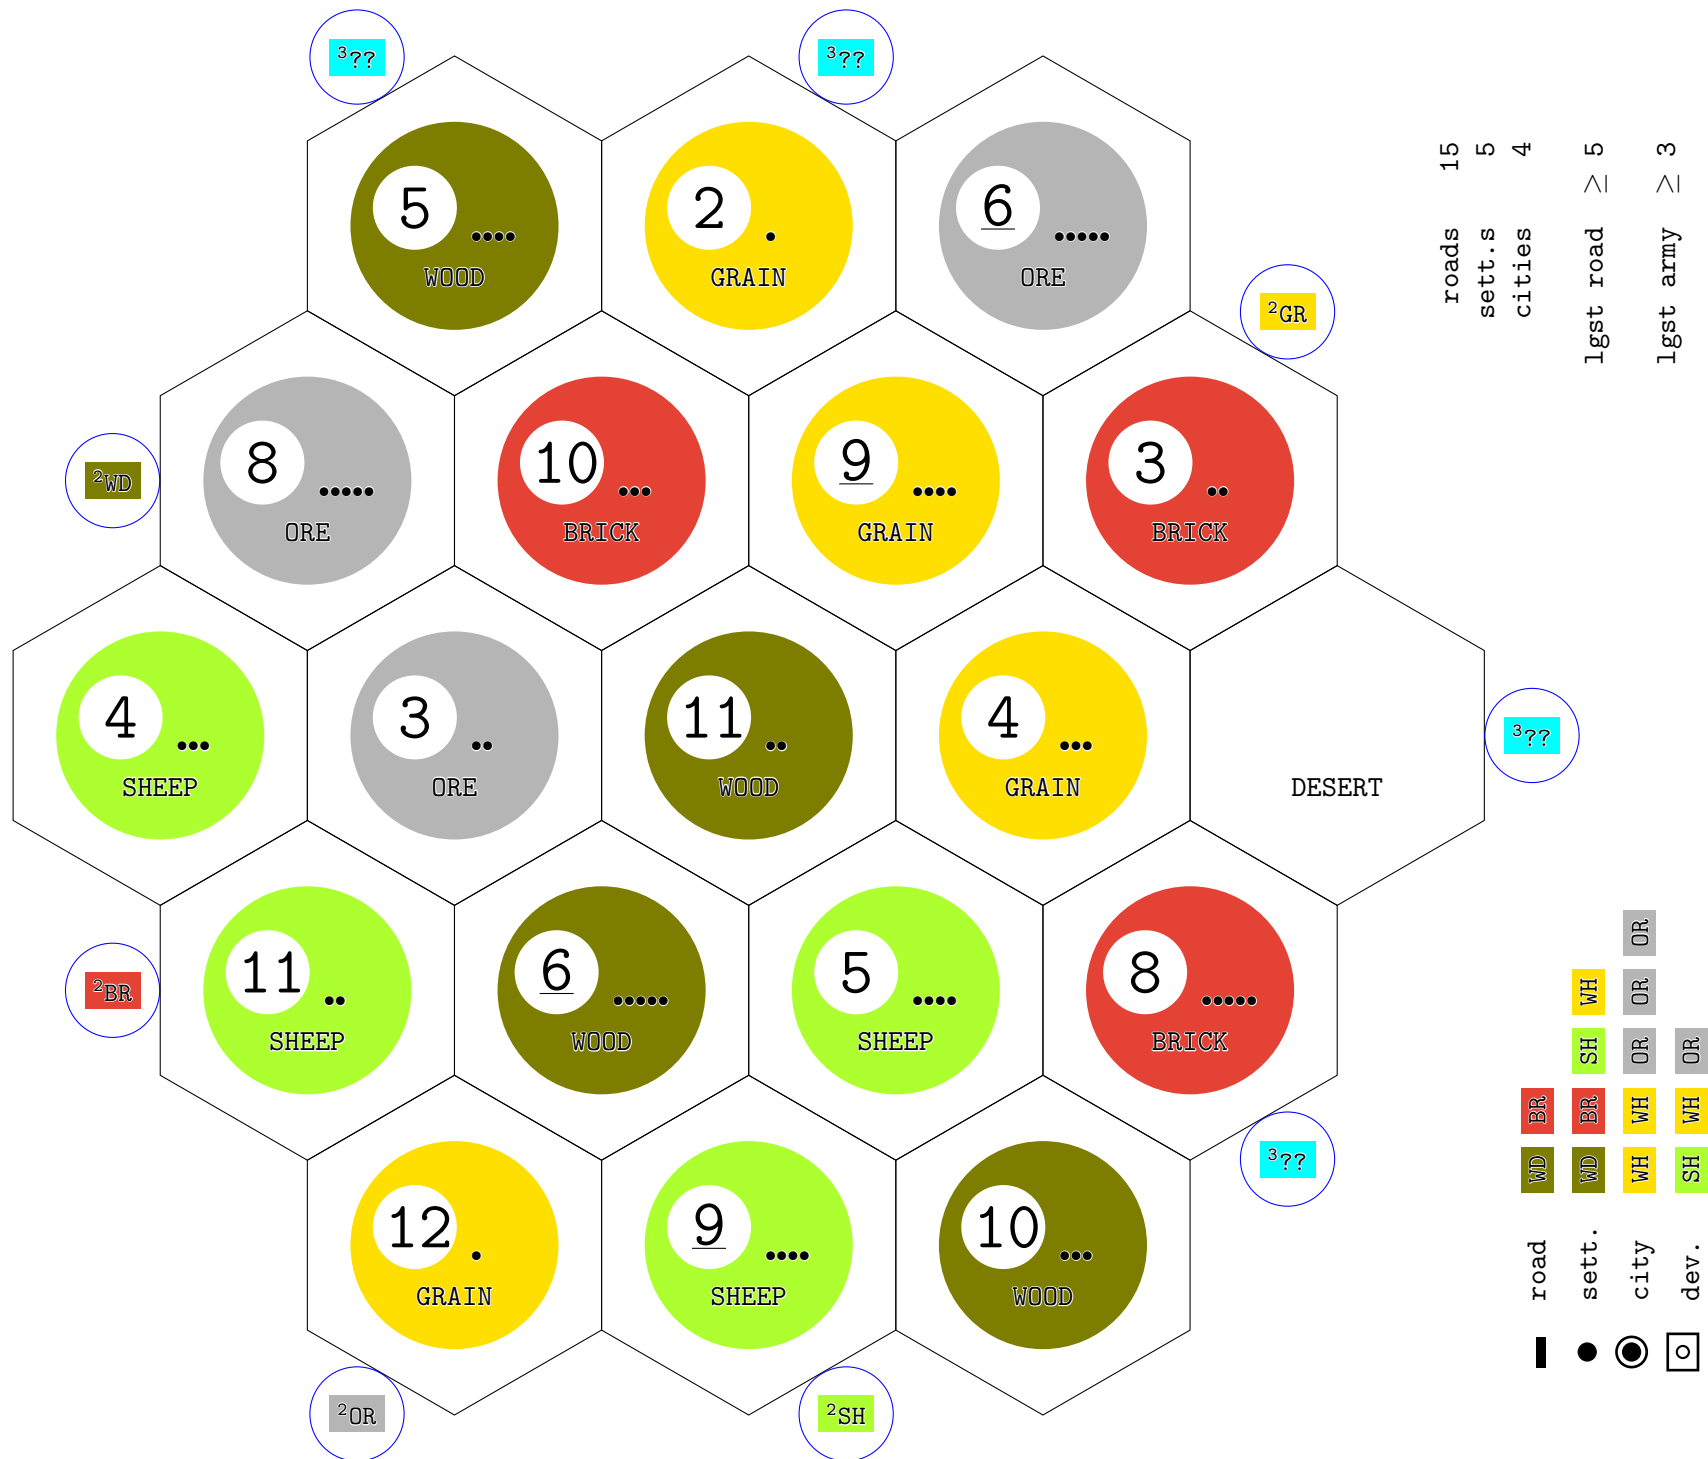 3??
3??
5
WOOD
2
GRAIN
6
ORE
2GR
8
ORE
10
BRICK
9
GRAIN
3
BRICK
2WD
4
SHEEP
3
ORE
11
WOOD
4
GRAIN
DESERT
3??
11
SHEEP
6
WOOD
5
SHEEP
8
BRICK
2BR
3??
12
GRAIN
9
SHEEP
10
WOOD
2OR
2SH
roads 15
sett.s 5
cities 4
lgst road ≥ 5
lgst army ≥ 3
road WD BR
sett. WD BR SH WH
city WH WH OR OR OR
dev. SH WH OR